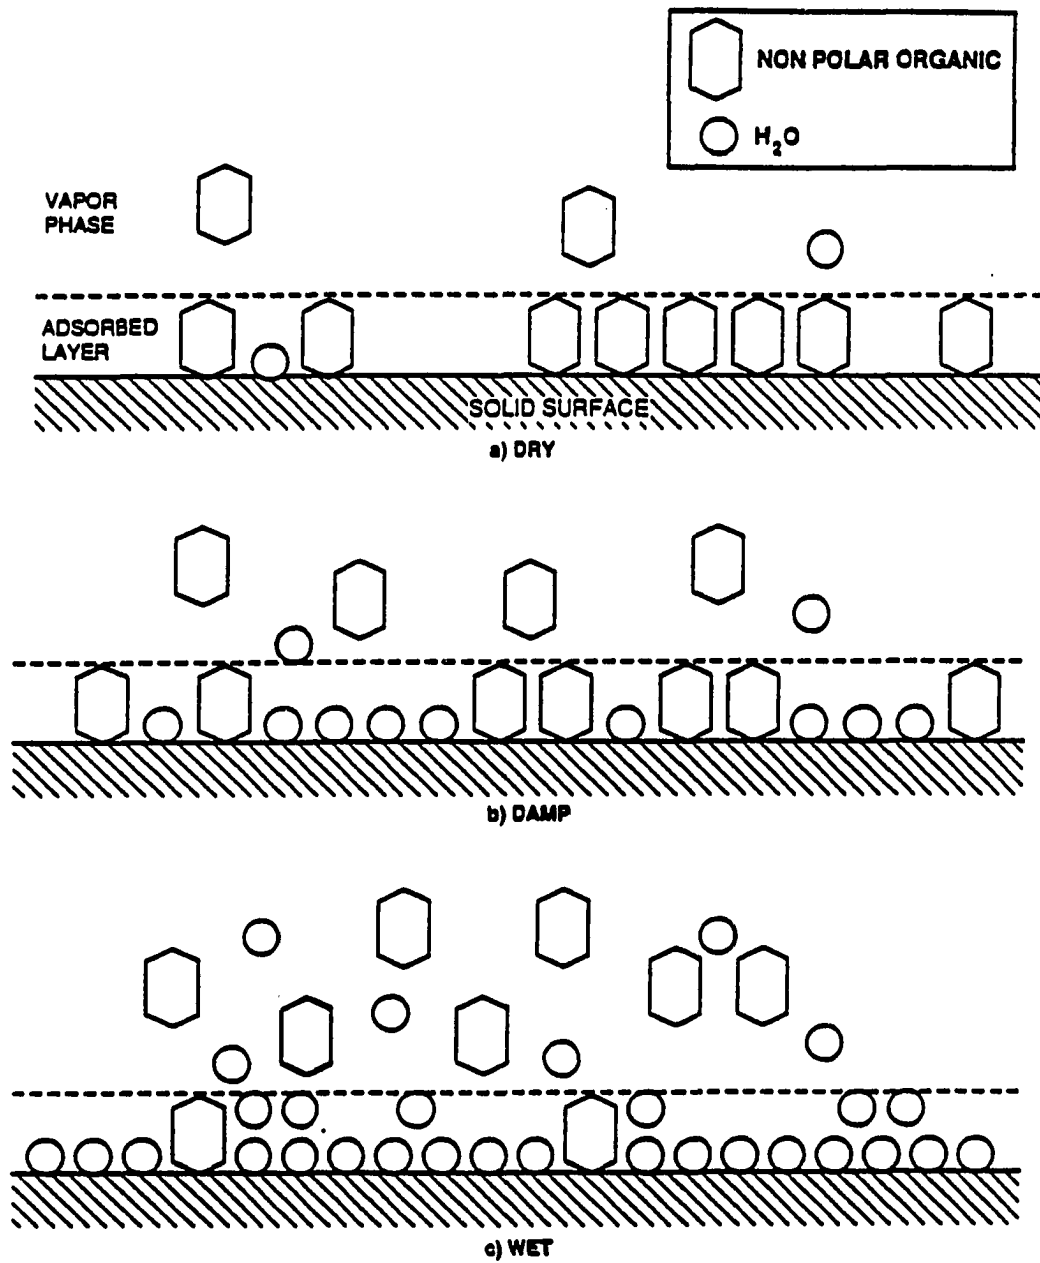 NON POLAR ORGANIC
H₂O
VAPOR
PHASE
ADSORBED
LAYER
SOLID SURFACE
a) DRY
b) DAMP
c) WET